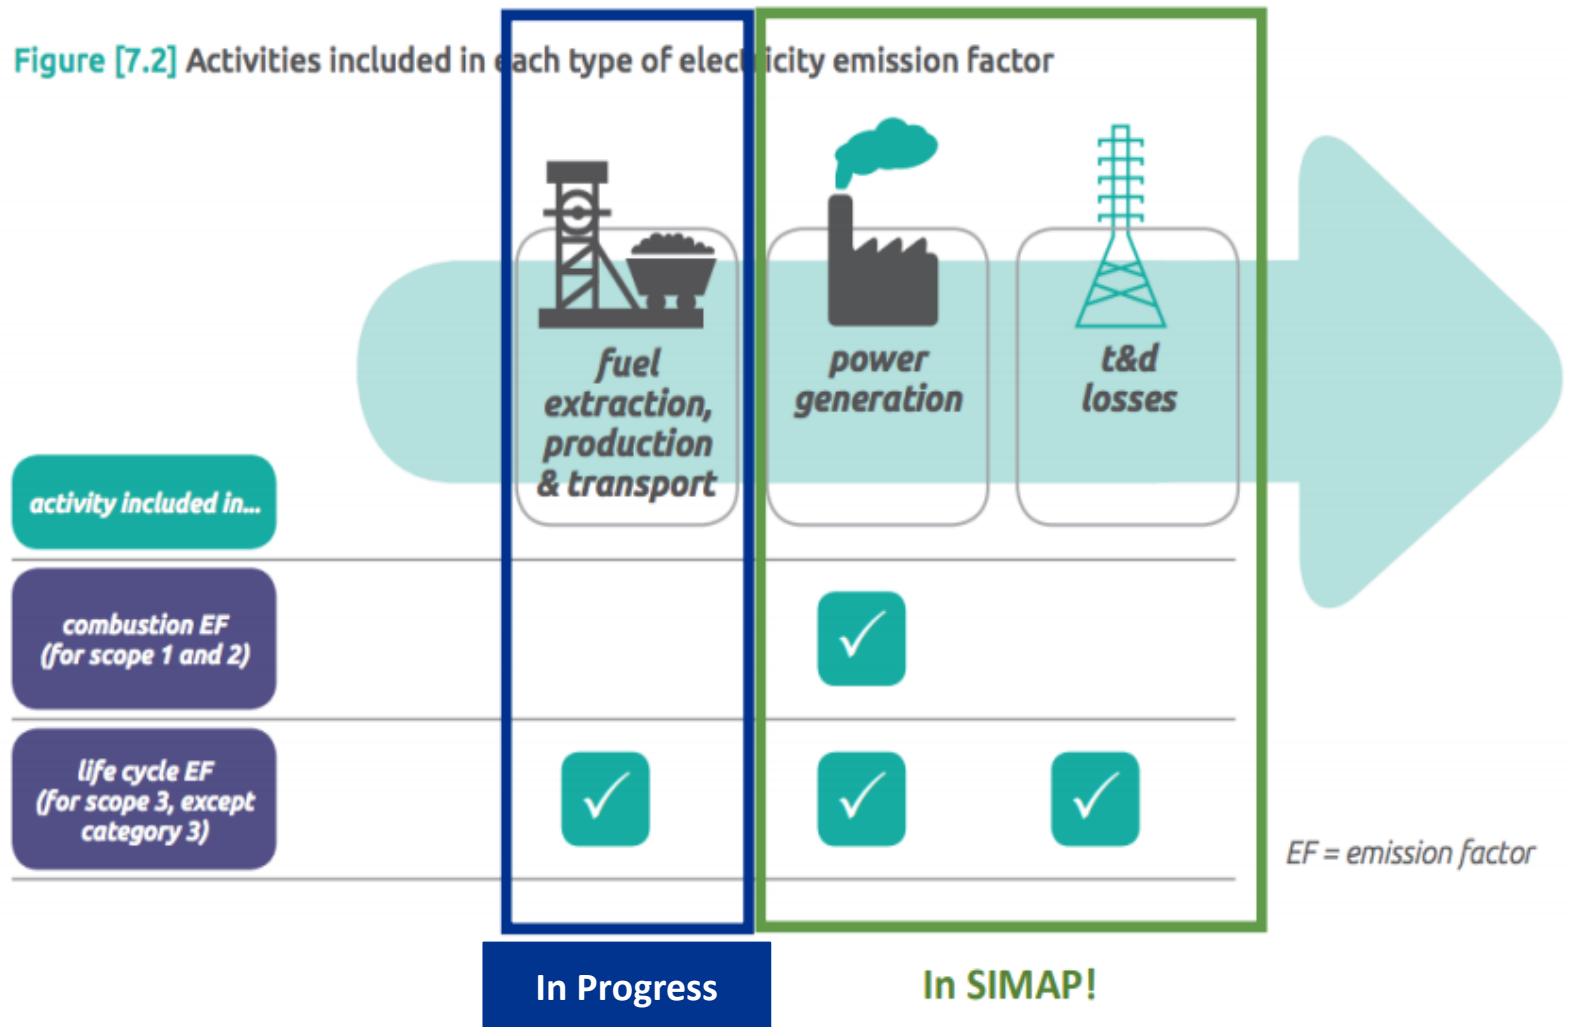 Figure [7.2] Activities included in each type of electricity emission factor
fuel
extraction,
production
& transport
power
generation
t&d
losses
activity included in...
combustion EF
(for scope 1 and 2)
life cycle EF
(for scope 3, except
category 3)
EF = emission factor
In Progress
In SIMAP!